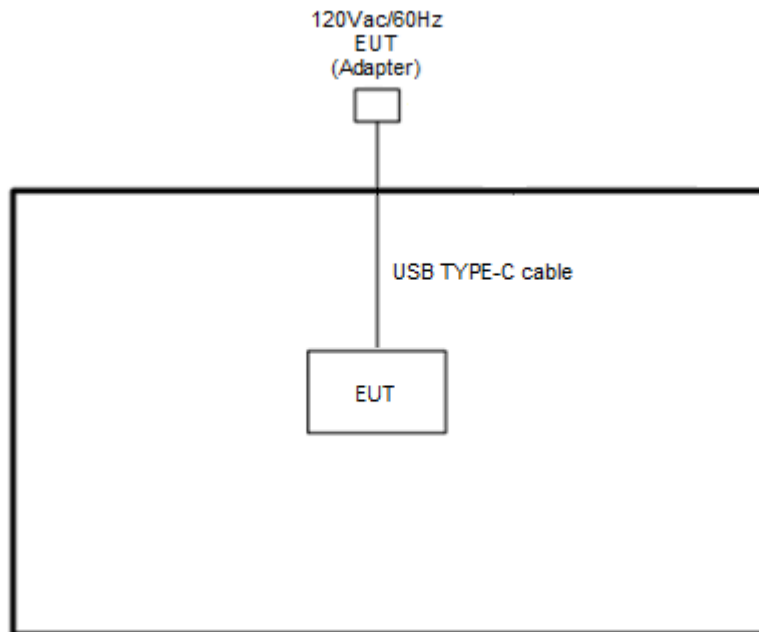 120Vac/60Hz
EUT
(Adapter)
USB TYPE-C cable
EUT